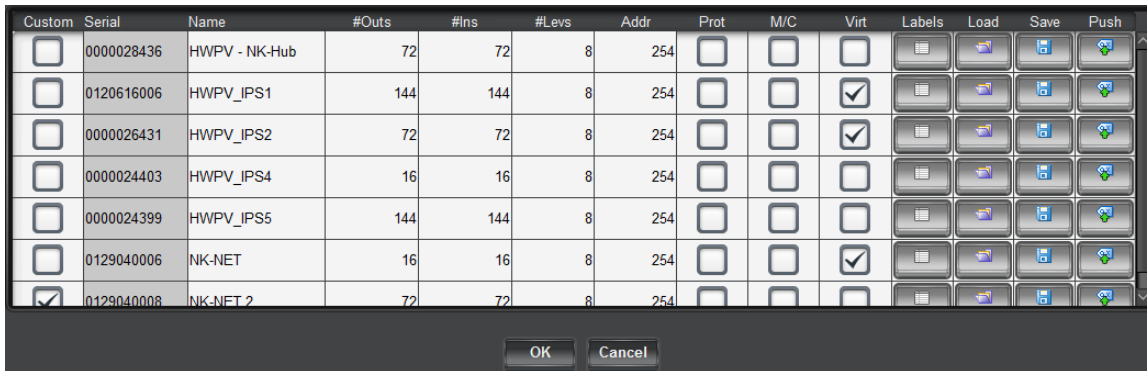 Custom Serial Name #Outs #Ins #Levs Addr Prot M/C Virt Labels Load Save Push
0000028436 HWPV - NK-Hub 72 72 8 254
0120616006 HWPV_IPS1 144 144 8 254
0000026431 HWPV_IPS2 72 72 8 254
0000024403 HWPV_IPS4 16 16 8 254
0000024399 HWPV_IPS5 144 144 8 254
0129040006 NK-NET 16 16 8 254
0129040008 NK-NET 2 72 72 8 254
OK Cancel